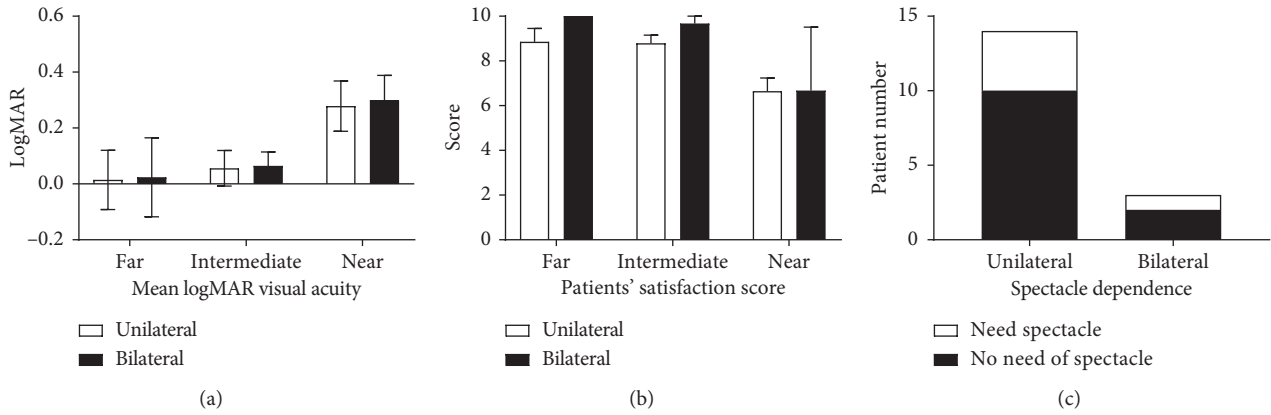 0.6
0.4
0.2
0.0
–0.2
LogMAR
Far Intermediate Near
Mean logMAR visual acuity
Unilateral
Bilateral
(a)
10
8
6
4
2
0
Score
Far Intermediate Near
Patients’ satisfaction score
Unilateral
Bilateral
(b)
15
10
5
0
Patient number
Unilateral Bilateral
Spectacle dependence
Need spectacle
No need of spectacle
(c)